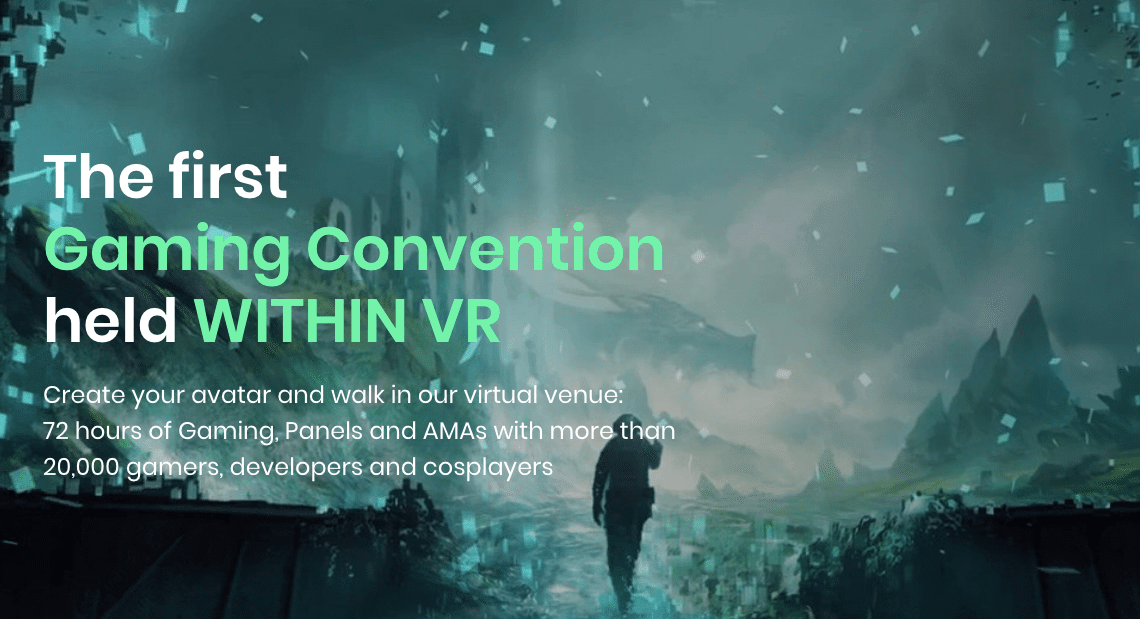 The first
Gaming Convention
held WITHIN VR
Create your avatar and walk in our virtual venue:
72 hours of Gaming, Panels and AMAs with more than
20,000 gamers, developers and cosplayers